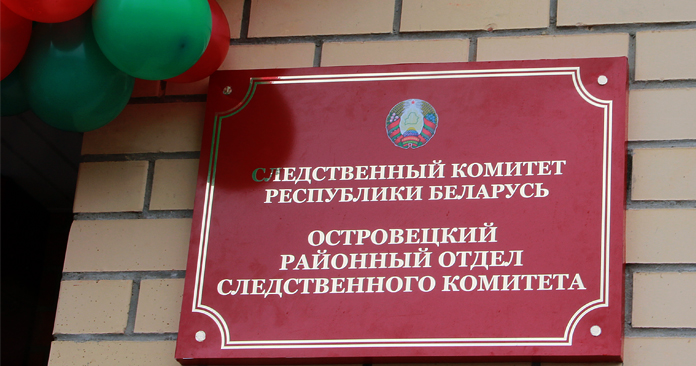 СЛЕДСТВЕННЫЙ КОМИТЕТ
РЕСПУБЛИКИ БЕЛАРУСЬ
ОСТРОВЕЦКИЙ
РАЙОННЫЙ ОТДЕЛ
СЛЕДСТВЕННОГО КОМИТЕТА